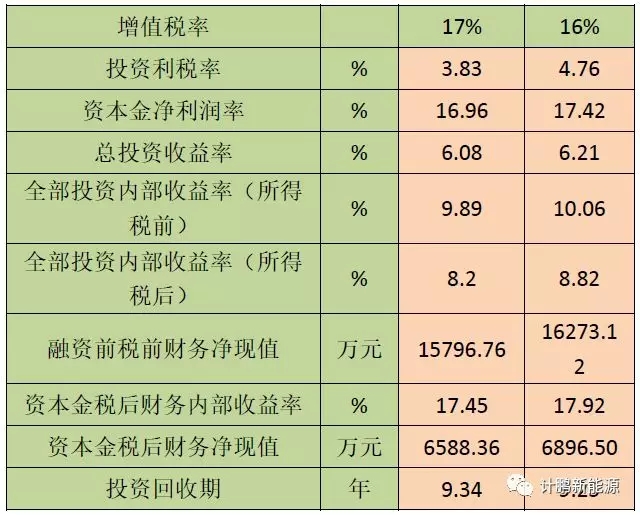 增值税率 17% 16%
投资利税率 % 3.83 4.76
资本金净利润率 % 16.96 17.42
总投资收益率 % 6.08 6.21
全部投资内部收益率（所得
税前） % 9.89 10.06
全部投资内部收益率（所得
税后） % 8.2 8.82
融资前税前财务净现值 万元 15796.76 16273.1
2
资本金税后财务内部收益率 % 17.45 17.92
资本金税后财务净现值 万元 6588.36 6896.50
投资回收期 年 9.34
计鹏新能源